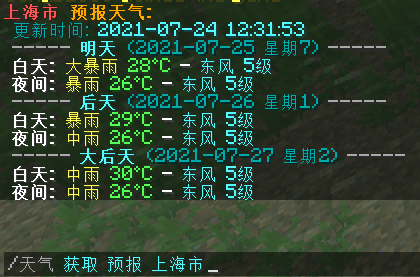 上海市 预报天气:
更新时间: 2021-07-24 12:31:53
----- 明天 (2021-07-25 星期7) -----
白天: 大暴雨 28°C - 东风 5级
夜间: 暴雨 26°C - 东风 5级
----- 后天 (2021-07-26 星期1) -----
白天: 暴雨 29°C - 东风 5级
夜间: 中雨 26°C - 东风 5级
----- 大后天 (2021-07-27 星期2) -----
白天: 中雨 30°C - 东风 5级
夜间: 中雨 26°C - 东风 5级
/天气 获取 预报 上海市_